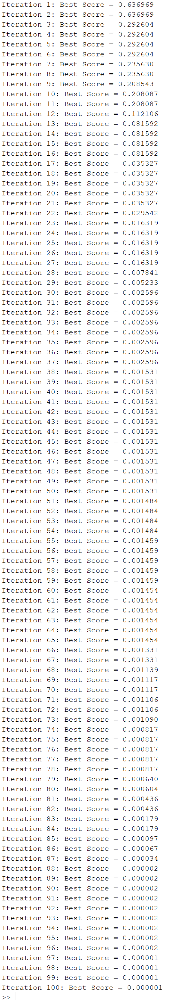 Iteration 1: Best Score = 0.636969
Iteration 2: Best Score = 0.636969
Iteration 3: Best Score = 0.292604
Iteration 4: Best Score = 0.292604
Iteration 5: Best Score = 0.292604
Iteration 6: Best Score = 0.292604
Iteration 7: Best Score = 0.235630
Iteration 8: Best Score = 0.235630
Iteration 9: Best Score = 0.208543
Iteration 10: Best Score = 0.208087
Iteration 11: Best Score = 0.208087
Iteration 12: Best Score = 0.112106
Iteration 13: Best Score = 0.081592
Iteration 14: Best Score = 0.081592
Iteration 15: Best Score = 0.081592
Iteration 16: Best Score = 0.081592
Iteration 17: Best Score = 0.035327
Iteration 18: Best Score = 0.035327
Iteration 19: Best Score = 0.035327
Iteration 20: Best Score = 0.035327
Iteration 21: Best Score = 0.035327
Iteration 22: Best Score = 0.029542
Iteration 23: Best Score = 0.016319
Iteration 24: Best Score = 0.016319
Iteration 25: Best Score = 0.016319
Iteration 26: Best Score = 0.016319
Iteration 27: Best Score = 0.016319
Iteration 28: Best Score = 0.007841
Iteration 29: Best Score = 0.005233
Iteration 30: Best Score = 0.002596
Iteration 31: Best Score = 0.002596
Iteration 32: Best Score = 0.002596
Iteration 33: Best Score = 0.002596
Iteration 34: Best Score = 0.002596
Iteration 35: Best Score = 0.002596
Iteration 36: Best Score = 0.002596
Iteration 37: Best Score = 0.002596
Iteration 38: Best Score = 0.001531
Iteration 39: Best Score = 0.001531
Iteration 40: Best Score = 0.001531
Iteration 41: Best Score = 0.001531
Iteration 42: Best Score = 0.001531
Iteration 43: Best Score = 0.001531
Iteration 44: Best Score = 0.001531
Iteration 45: Best Score = 0.001531
Iteration 46: Best Score = 0.001531
Iteration 47: Best Score = 0.001531
Iteration 48: Best Score = 0.001531
Iteration 49: Best Score = 0.001531
Iteration 50: Best Score = 0.001531
Iteration 51: Best Score = 0.001484
Iteration 52: Best Score = 0.001484
Iteration 53: Best Score = 0.001484
Iteration 54: Best Score = 0.001484
Iteration 55: Best Score = 0.001459
Iteration 56: Best Score = 0.001459
Iteration 57: Best Score = 0.001459
Iteration 58: Best Score = 0.001459
Iteration 59: Best Score = 0.001459
Iteration 60: Best Score = 0.001454
Iteration 61: Best Score = 0.001454
Iteration 62: Best Score = 0.001454
Iteration 63: Best Score = 0.001454
Iteration 64: Best Score = 0.001454
Iteration 65: Best Score = 0.001454
Iteration 66: Best Score = 0.001331
Iteration 67: Best Score = 0.001331
Iteration 68: Best Score = 0.001139
Iteration 69: Best Score = 0.001117
Iteration 70: Best Score = 0.001117
Iteration 71: Best Score = 0.001106
Iteration 72: Best Score = 0.001106
Iteration 73: Best Score = 0.001090
Iteration 74: Best Score = 0.000817
Iteration 75: Best Score = 0.000817
Iteration 76: Best Score = 0.000817
Iteration 77: Best Score = 0.000817
Iteration 78: Best Score = 0.000817
Iteration 79: Best Score = 0.000640
Iteration 80: Best Score = 0.000604
Iteration 81: Best Score = 0.000436
Iteration 82: Best Score = 0.000436
Iteration 83: Best Score = 0.000179
Iteration 84: Best Score = 0.000179
Iteration 85: Best Score = 0.000097
Iteration 86: Best Score = 0.000067
Iteration 87: Best Score = 0.000034
Iteration 88: Best Score = 0.000002
Iteration 89: Best Score = 0.000002
Iteration 90: Best Score = 0.000002
Iteration 91: Best Score = 0.000002
Iteration 92: Best Score = 0.000002
Iteration 93: Best Score = 0.000002
Iteration 94: Best Score = 0.000002
Iteration 95: Best Score = 0.000002
Iteration 96: Best Score = 0.000002
Iteration 97: Best Score = 0.000001
Iteration 98: Best Score = 0.000001
Iteration 99: Best Score = 0.000001
Iteration 100: Best Score = 0.000001
>>